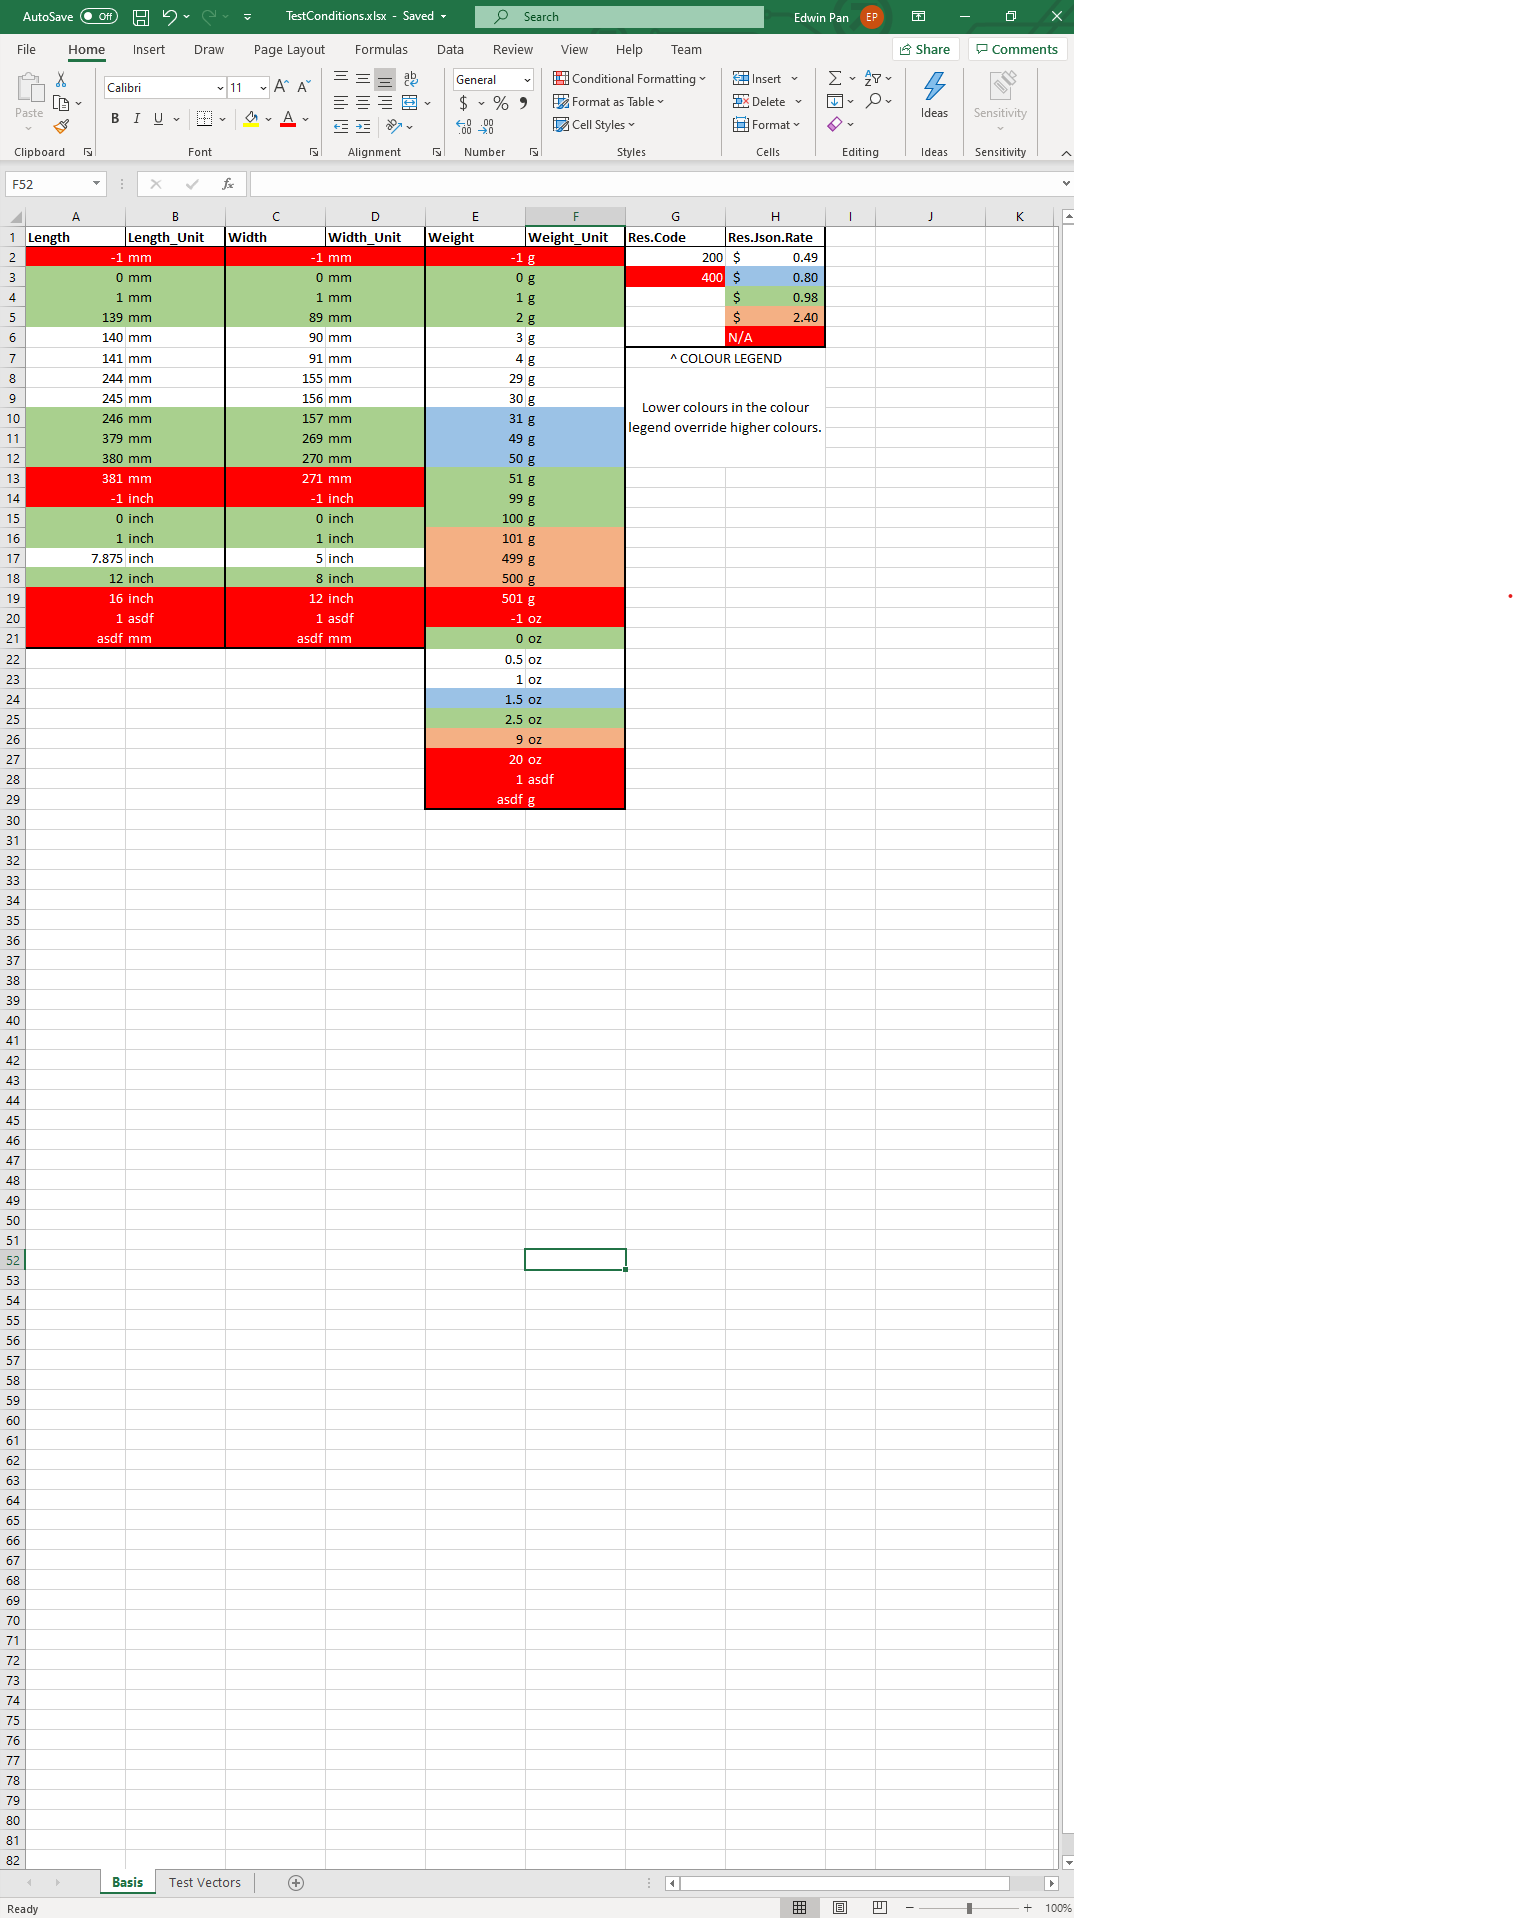 AutoSave Off TestConditions.xlsx - Saved Search Edwin Pan EP
File Home Insert Draw Page Layout Formulas Data Review View Help Team Share Comments
Paste Calibri 11 A A ab c General Conditional Formatting Insert Ideas Sensitivity
$ % , Format as Table Delete
B I U A .00 .00 Cell Styles Format
Clipboard Font Alignment Number Styles Cells Editing Ideas Sensitivity
F52 fx
A B C D E F G H I J K
1 Length Length_Unit Width Width_Unit Weight Weight_Unit Res.Code Res.Json.Rate
2 -1 mm -1 mm -1 g 200 $ 0.49
3 0 mm 0 mm 0 g 400 $ 0.80
4 1 mm 1 mm 1 g $ 0.98
5 139 mm 89 mm 2 g $ 2.40
6 140 mm 90 mm 3 g N/A
7 141 mm 91 mm 4 g ^ COLOUR LEGEND
8 244 mm 155 mm 29 g
9 245 mm 156 mm 30 g
Lower colours in the colour
legend override higher colours.
10 246 mm 157 mm 31 g
11 379 mm 269 mm 49 g
12 380 mm 270 mm 50 g
13 381 mm 271 mm 51 g
14 -1 inch -1 inch 99 g
15 0 inch 0 inch 100 g
16 1 inch 1 inch 101 g
17 7.875 inch 5 inch 499 g
18 12 inch 8 inch 500 g
19 16 inch 12 inch 501 g
20 1 asdf 1 asdf -1 oz
21 asdf mm asdf mm 0 oz
22 0.5 oz
23 1 oz
24 1.5 oz
25 2.5 oz
26 9 oz
27 20 oz
28 1 asdf
29 asdf g
30
31
32
33
34
35
36
37
38
39
40
41
42
43
44
45
46
47
48
49
50
51
52
53
54
55
56
57
58
59
60
61
62
63
64
65
66
67
68
69
70
71
72
73
74
75
76
77
78
79
80
81
82
Basis Test Vectors
Ready 100%